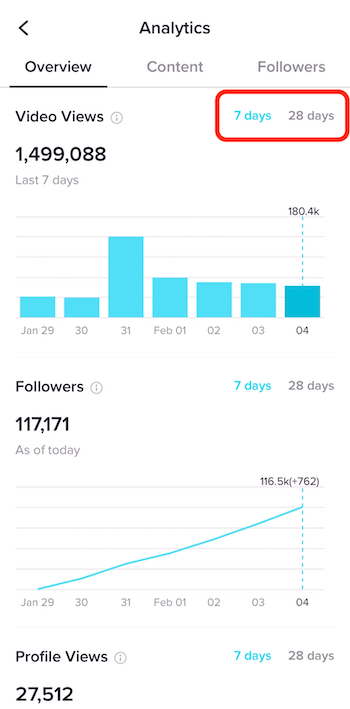 Analytics
Overview Content Followers
Video Views 7 days 28 days
1,499,088
Last 7 days
180.4k
Jan 29 30 31 Feb 01 02 03 04
Followers 7 days 28 days
117,171
As of today
116.5k(+762)
Jan 29 30 31 Feb 01 02 03 04
Profile Views 7 days 28 days
27,512